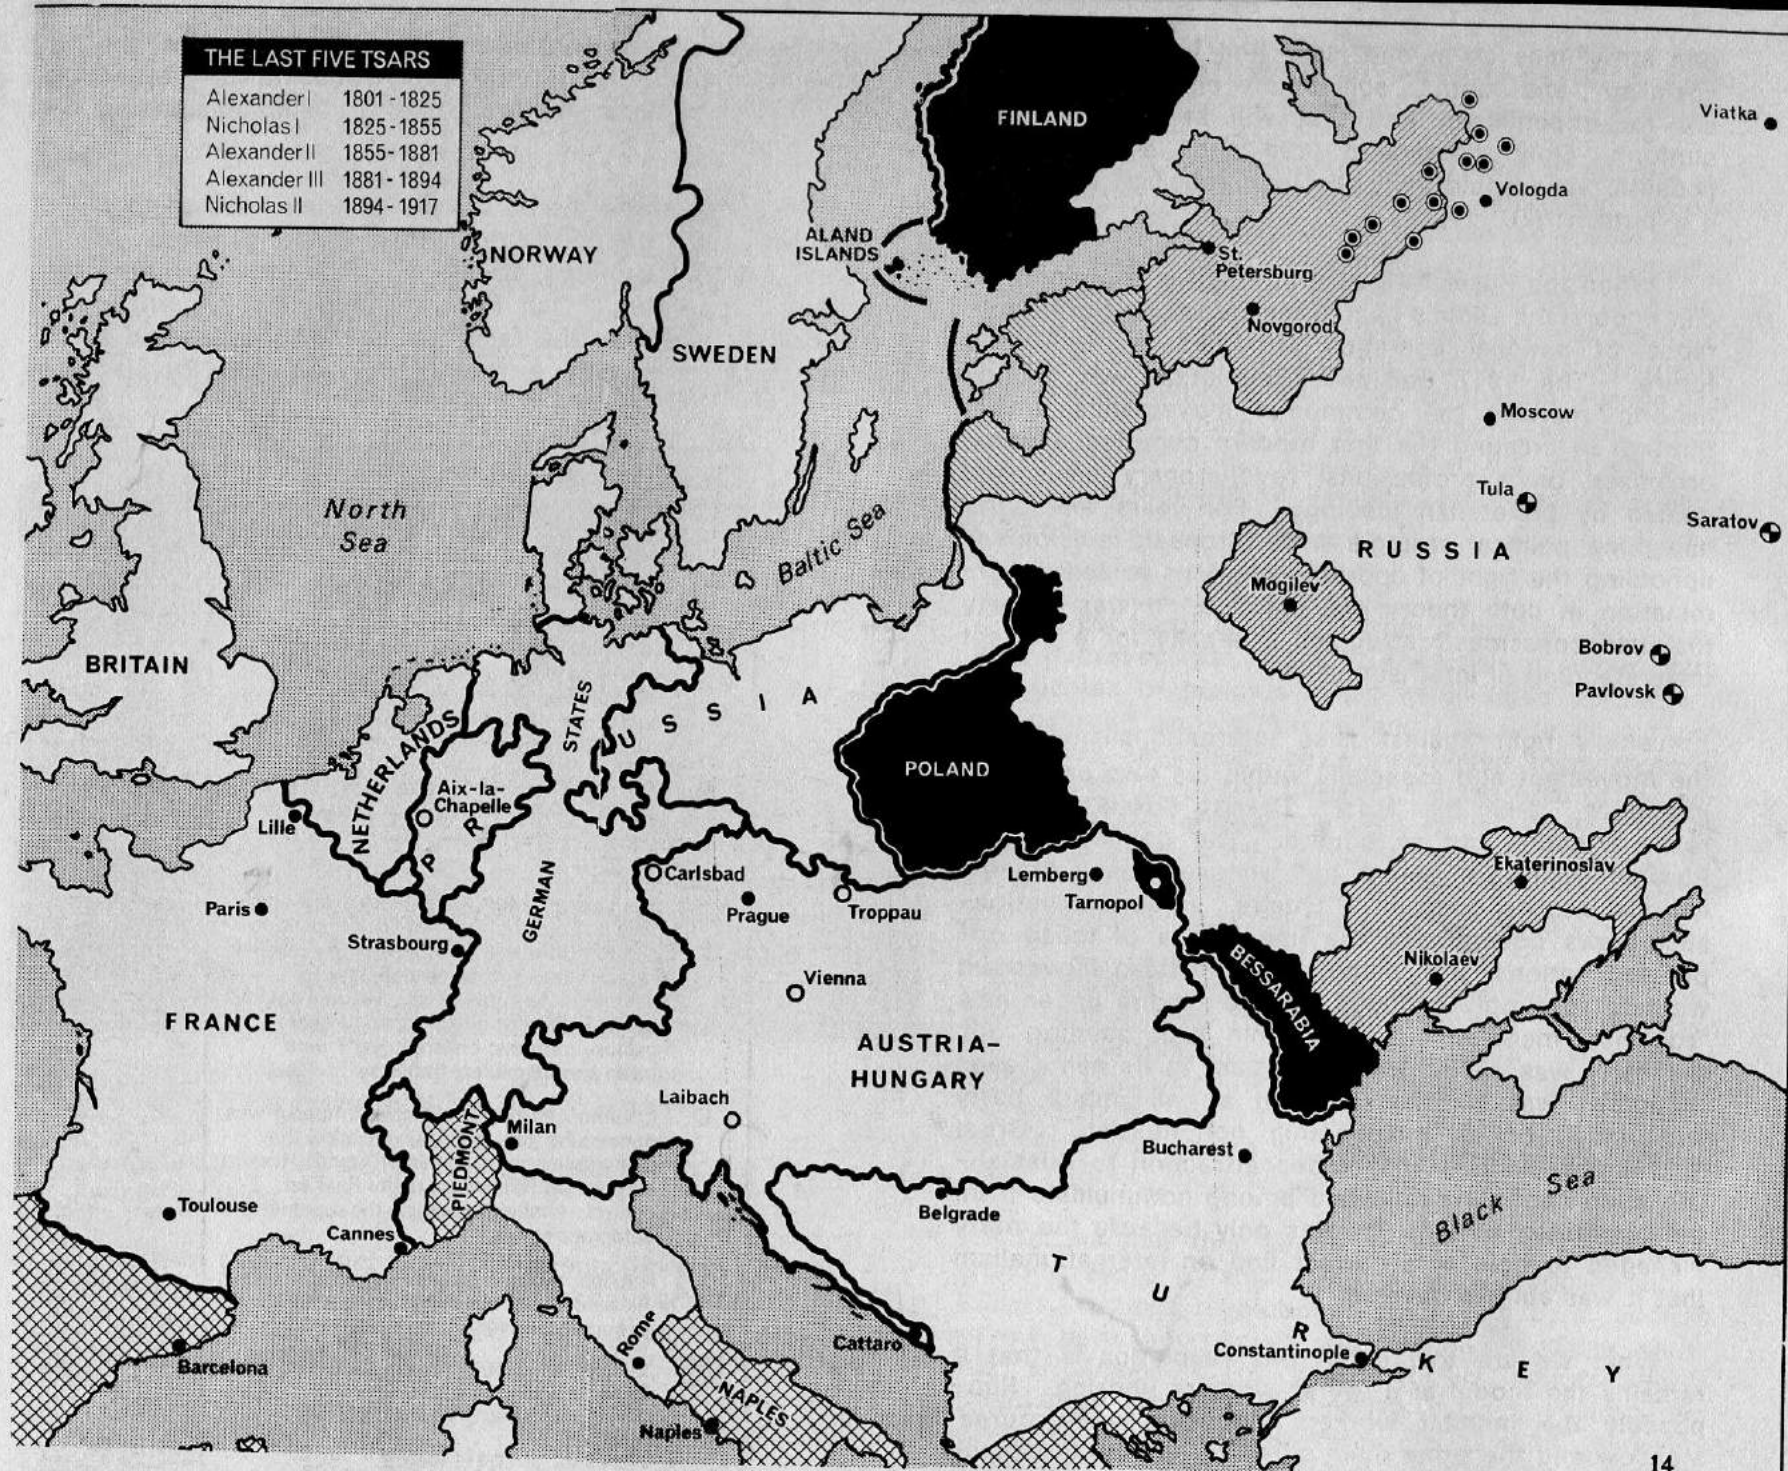 THE LAST FIVE TSARS
Alexander I 1801 - 1825
Nicholas I 1825 - 1855
Alexander II 1855 - 1881
Alexander III 1881 - 1894
Nicholas II 1894 - 1917
FINLAND
Viatka
Vologda
NORWAY
ALAND
ISLANDS
St.
Petersburg
Novgorod
SWEDEN
Moscow
Tula
Saratov
North
Sea
Baltic Sea
RUSSIA
Mogilev
BRITAIN
Bobrov
Pavlovsk
STATES
P R U S S I A
NETHERLANDS
POLAND
Aix-la-
Chapelle
Lille
Ekaterinoslav
Carlsbad
Lemberg
Tarnopol
Paris
Prague
Troppau
GERMAN
Strasbourg
Nikolaev
BESSARABIA
Vienna
FRANCE
AUSTRIA-
HUNGARY
Laibach
PIEDMONT
Milan
Bucharest
Black Sea
Toulouse
Cannes
Belgrade
T U R K E Y
Rome
Cattaro
Constantinople
Barcelona
NAPLES
Naples
14